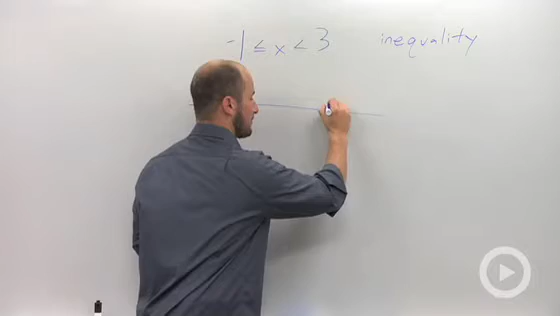 -1 ≤ x < 3 inequality